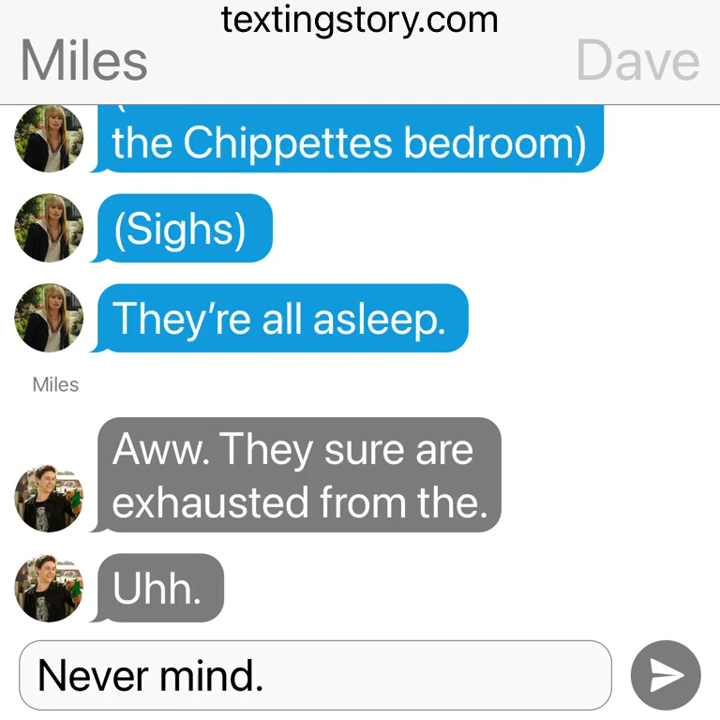 textingstory.com
Miles
Dave
the Chippettes bedroom)
(Sighs)
They’re all asleep.
Miles
Aww. They sure are
exhausted from the.
Uhh.
Never mind.